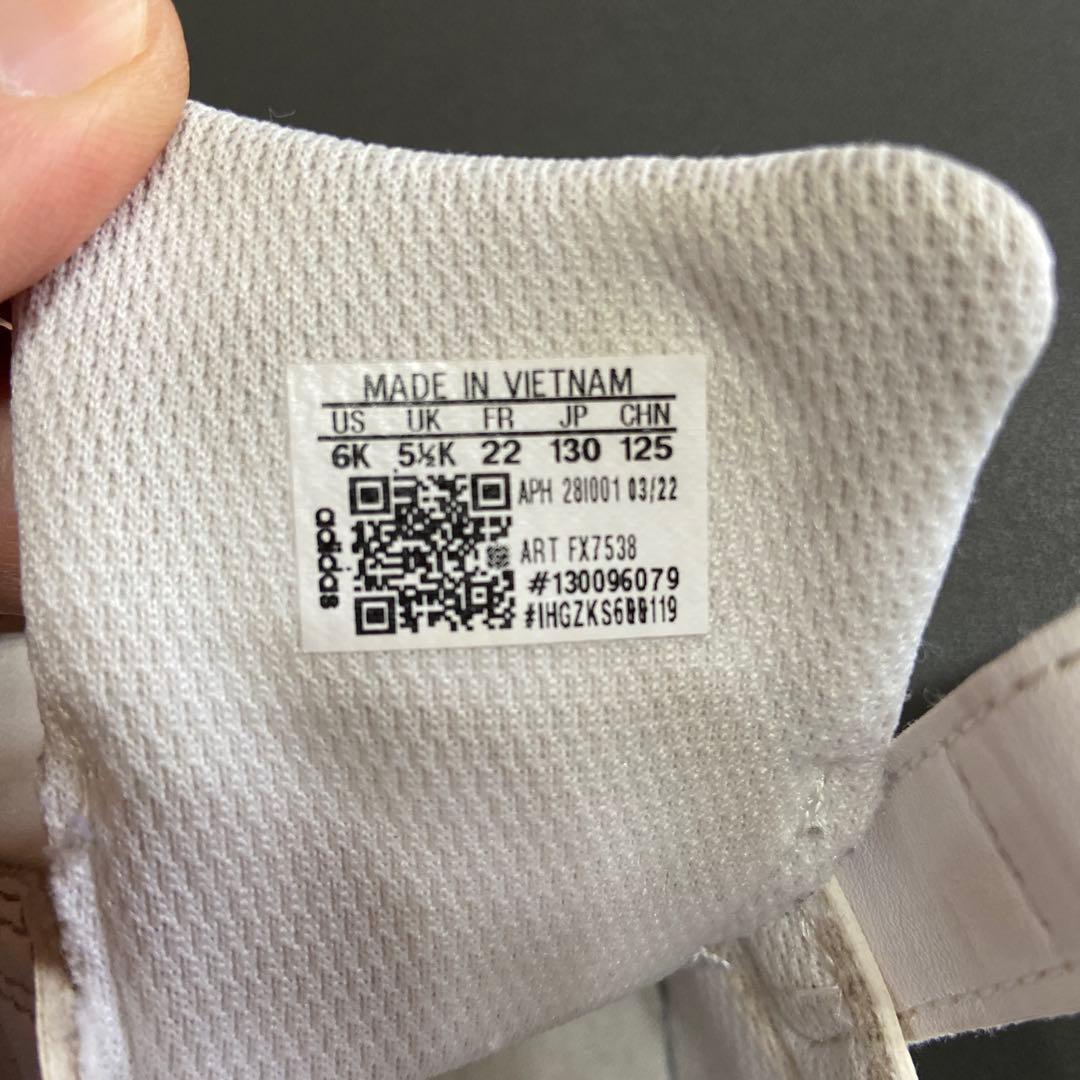 MADE IN VIETNAM
US UK FR JP CHN
6K 5½K 22 130 125
APH 28I001 03/22
ART FX7538
#130096079
adidas